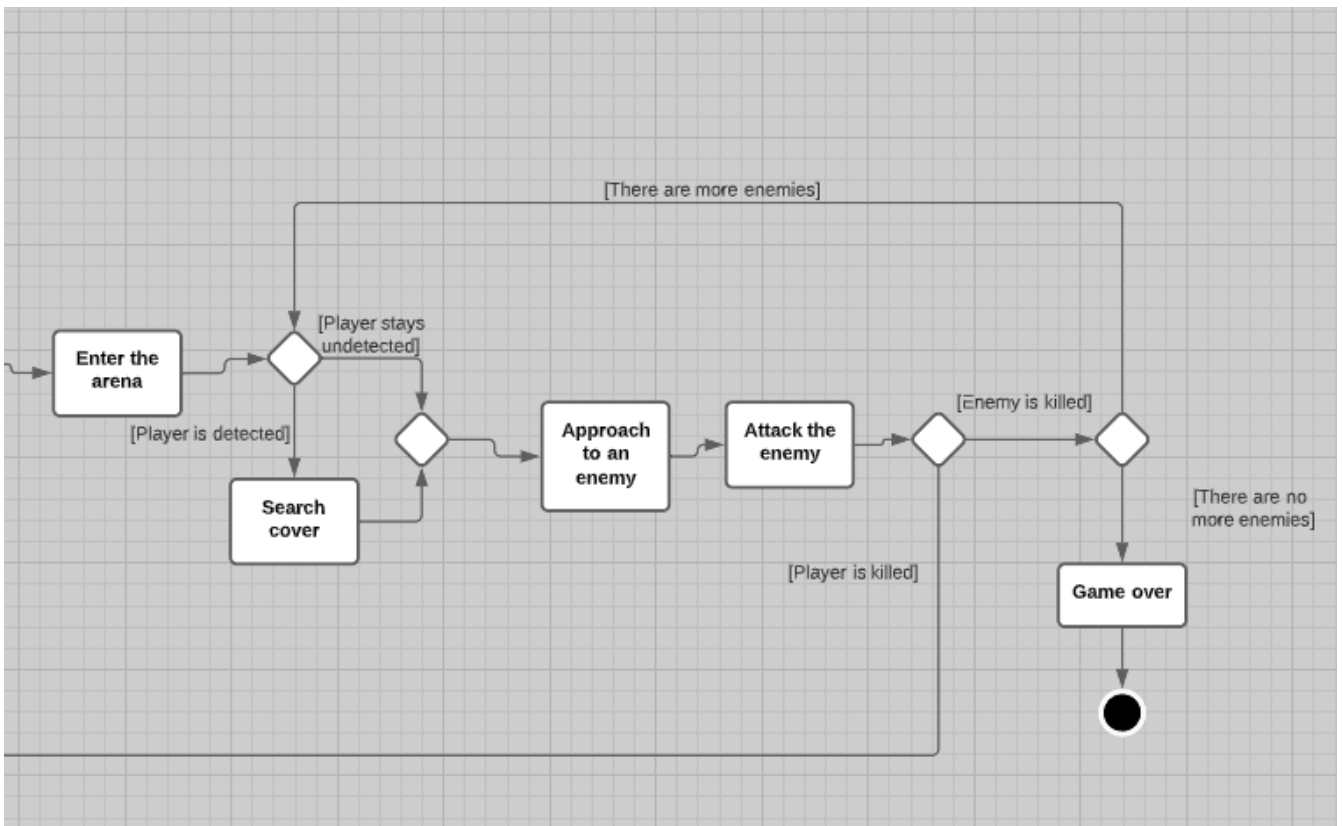 [There are more enemies]
[Player stays
undetected]
Enter the
arena
[Player is detected]
Search
cover
Approach
to an
enemy
Attack the
enemy
[Enemy is killed]
[Player is killed]
[There are no
more enemies]
Game over